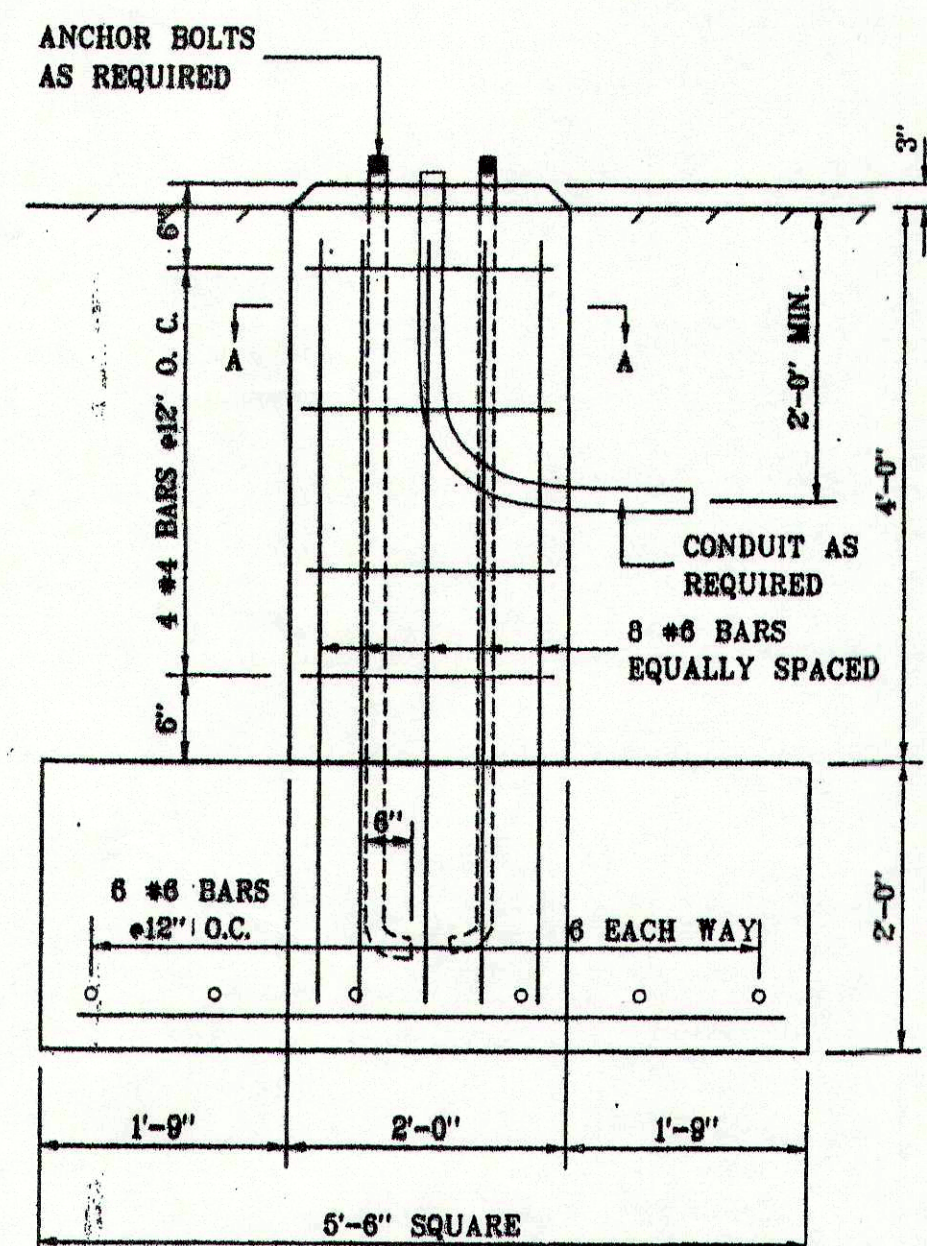 ANCHOR BOLTS
AS REQUIRED
3"
6"
4 #4 BARS @12" O. C.
A
A
2'-0" MIN.
4'-0"
CONDUIT AS
REQUIRED
8 #6 BARS
EQUALLY SPACED
6"
6"
6 #6 BARS
@12" O.C.
6 EACH WAY
2'-0"
1'-9"
2'-0"
1'-9"
5'-6" SQUARE